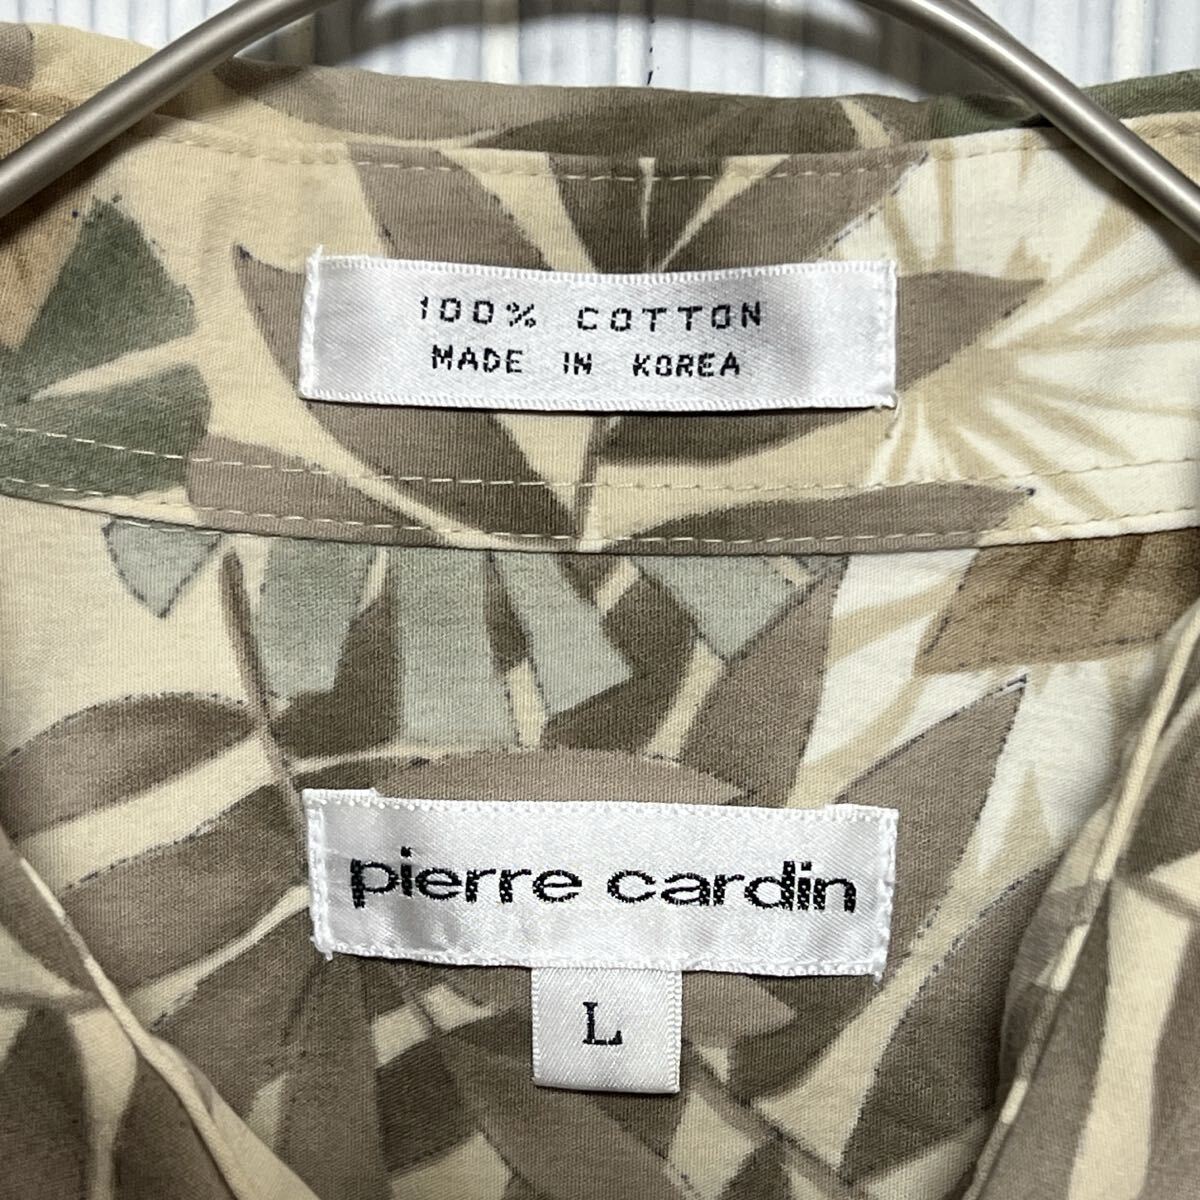 100% COTTON
MADE IN KOREA
pierre cardin
L